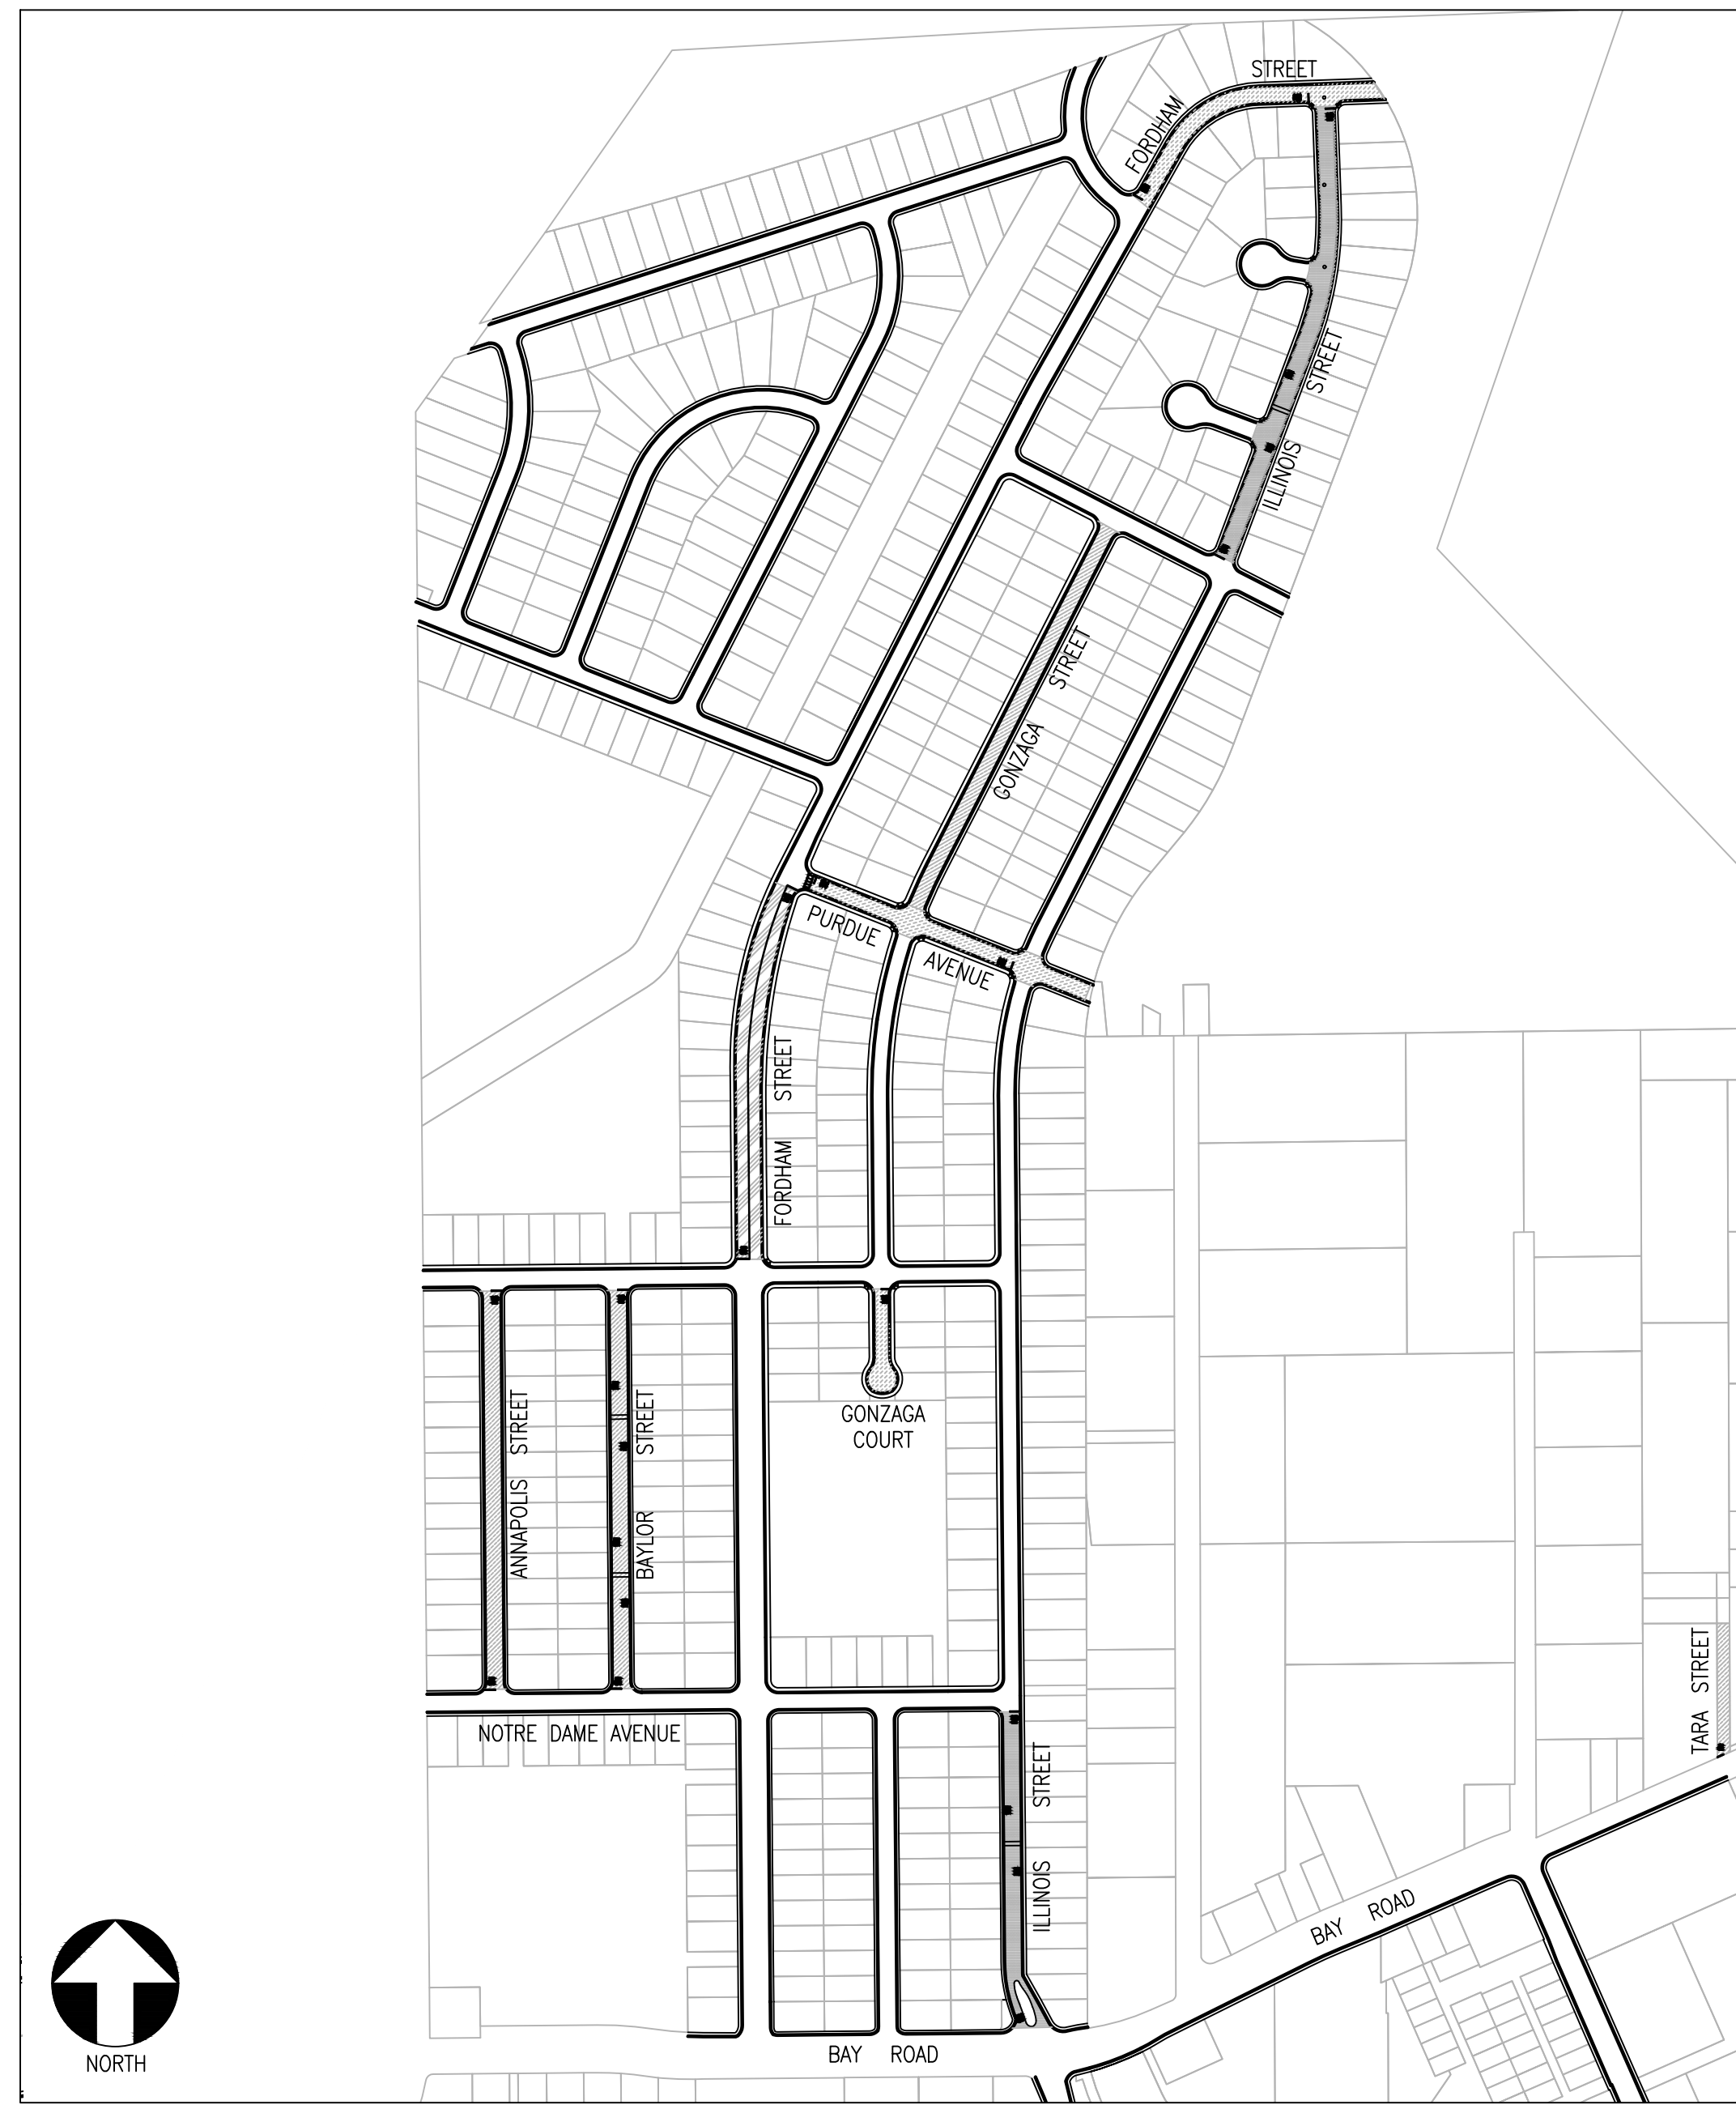 STREET
FORDHAM
STREET
ILLINOIS
STREET
GONZAGA
PURDUE
AVENUE
STREET
FORDHAM
GONZAGA
COURT
STREET
ANNAPOLIS
STREET
BAYLOR
TARA STREET
NOTRE DAME AVENUE
STREET
ILLINOIS
BAY ROAD
BAY ROAD
NORTH